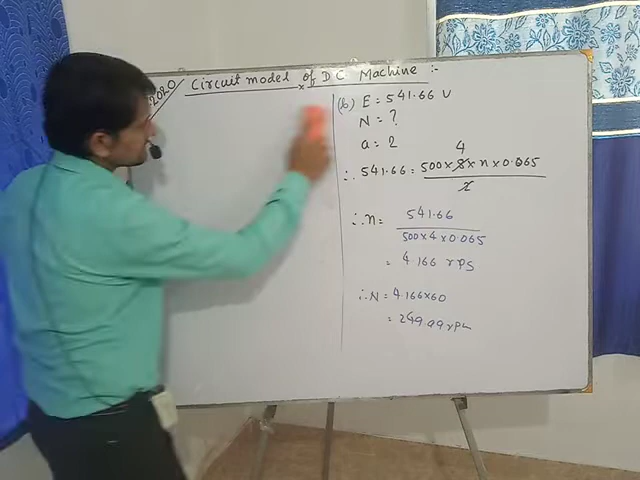 2020
Circuit model of DC Machine :-
(b) E = 541.66 V
N = ?
a = 2
4
∴ 541.66 = 500 x 8 x n x 0.065
2
∴ n = 541.66
500 x 4 x 0.065
= 4.166 rps
∴ N = 4.166 x 60
= 249.99 rpm